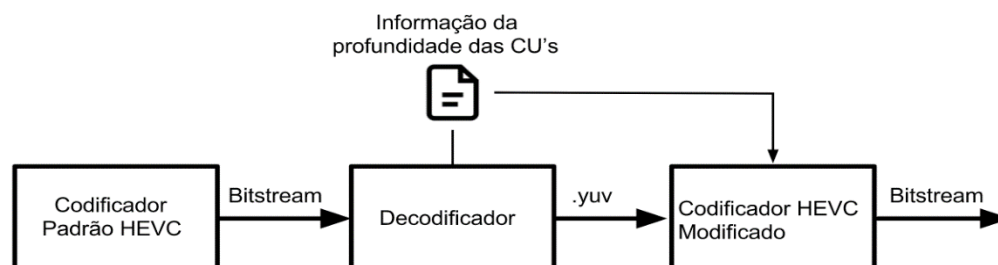 Informação da
profundidade das CU's
Codificador
Padrão HEVC
Bitstream
Decodificador
.yuv
Codificador HEVC
Modificado
Bitstream